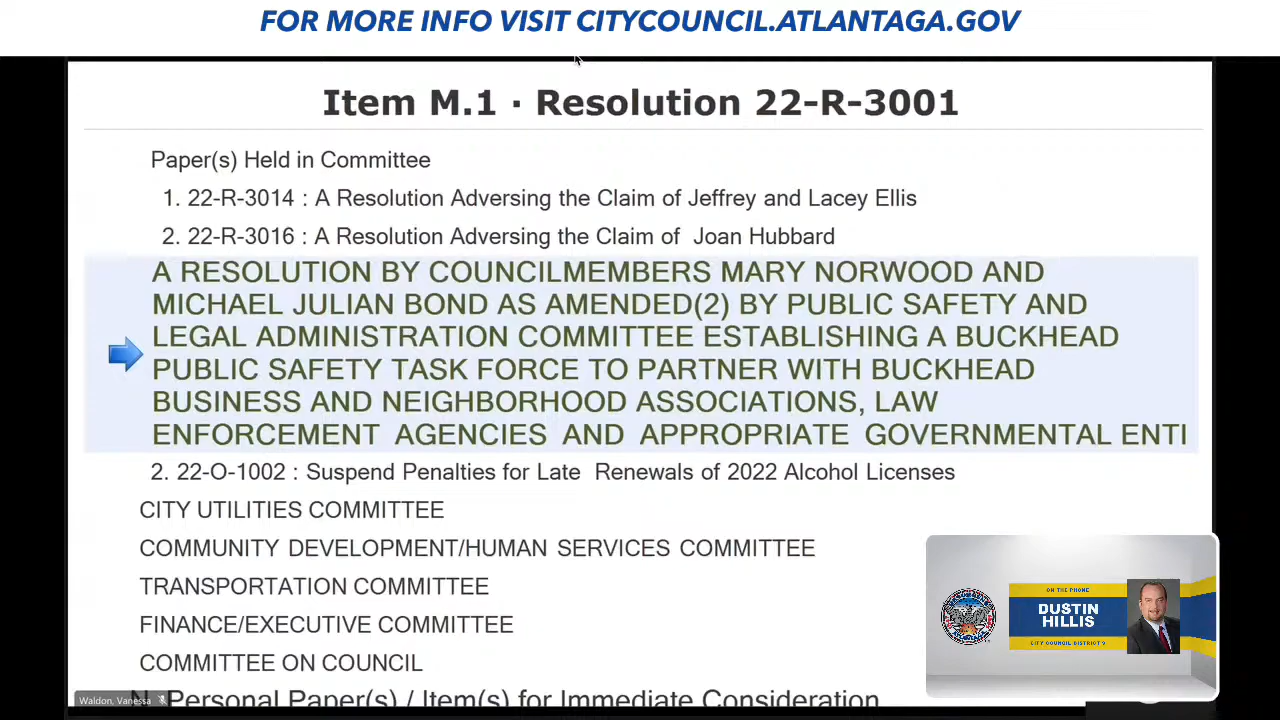 FOR MORE INFO VISIT CITYCOUNCIL.ATLANTAGA.GOV
Item M.1 · Resolution 22-R-3001
Paper(s) Held in Committee
1. 22-R-3014 : A Resolution Adversing the Claim of Jeffrey and Lacey Ellis
2. 22-R-3016 : A Resolution Adversing the Claim of Joan Hubbard
A RESOLUTION BY COUNCILMEMBERS MARY NORWOOD AND
MICHAEL JULIAN BOND AS AMENDED(2) BY PUBLIC SAFETY AND
LEGAL ADMINISTRATION COMMITTEE ESTABLISHING A BUCKHEAD
PUBLIC SAFETY TASK FORCE TO PARTNER WITH BUCKHEAD
BUSINESS AND NEIGHBORHOOD ASSOCIATIONS, LAW
ENFORCEMENT AGENCIES AND APPROPRIATE GOVERNMENTAL ENTI
2. 22-O-1002 : Suspend Penalties for Late Renewals of 2022 Alcohol Licenses
CITY UTILITIES COMMITTEE
COMMUNITY DEVELOPMENT/HUMAN SERVICES COMMITTEE
TRANSPORTATION COMMITTEE
FINANCE/EXECUTIVE COMMITTEE
COMMITTEE ON COUNCIL
N. Personal Paper(s) / Item(s) for Immediate Consideration
Waldon, Vanessa
ON THE PHONE
DUSTIN
HILLIS
CITY COUNCIL DISTRICT 9